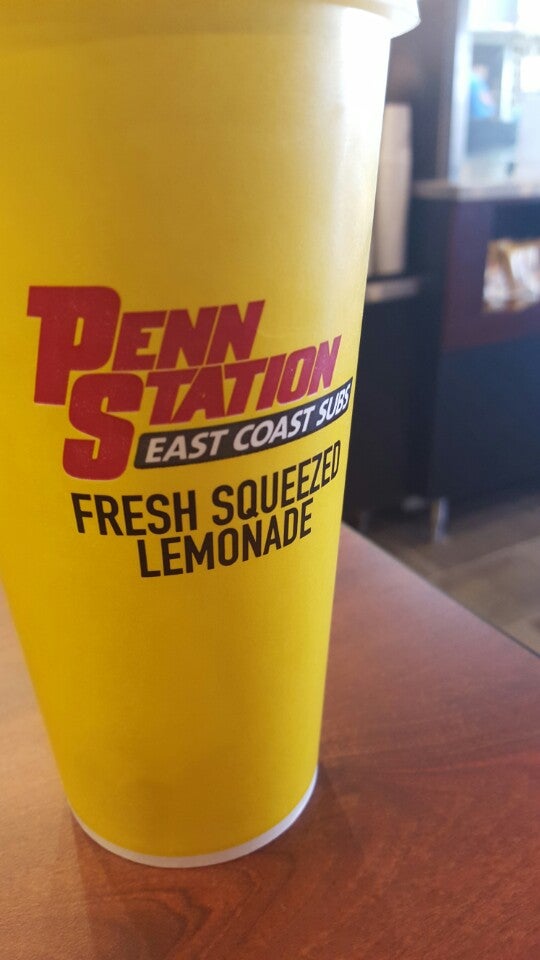 PENN
STATION
EAST COAST SUBS
FRESH SQUEEZED
LEMONADE